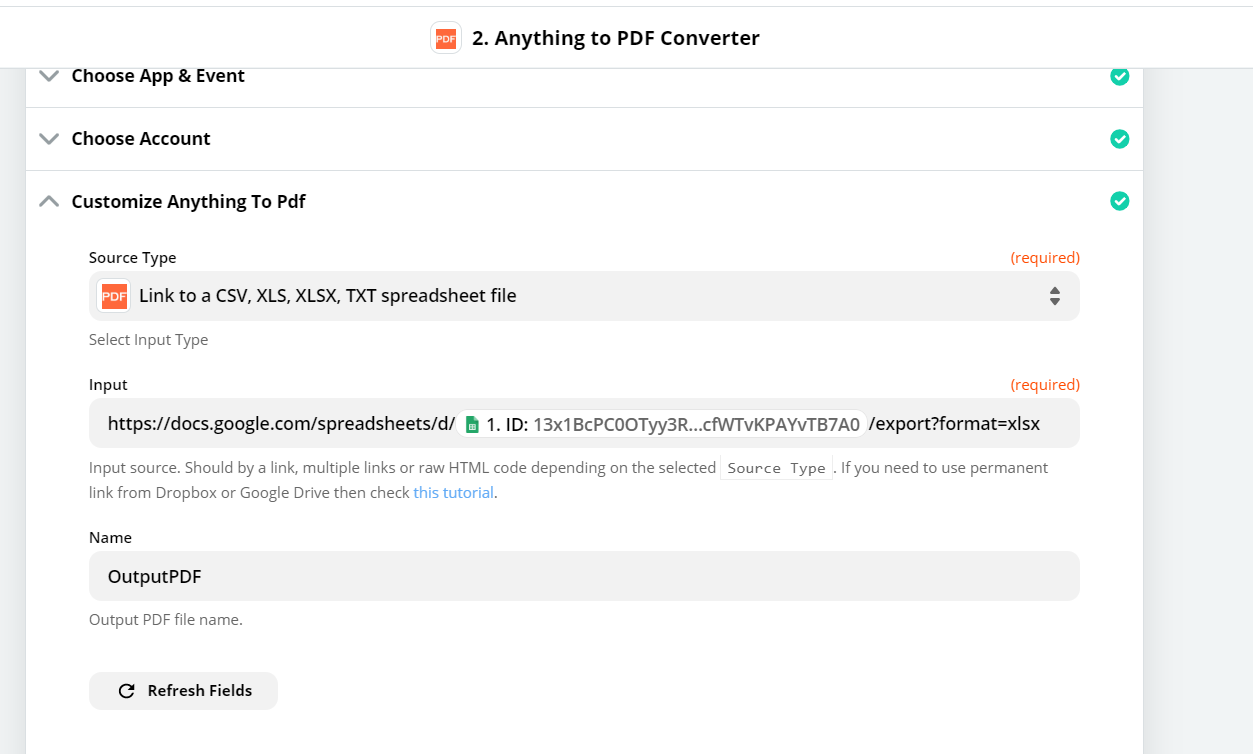 PDF 2. Anything to PDF Converter
Choose App & Event
Choose Account
Customize Anything To Pdf
Source Type (required)
PDF Link to a CSV, XLS, XLSX, TXT spreadsheet file
Select Input Type
Input (required)
https://docs.google.com/spreadsheets/d/ 1. ID: 13x1BcPC0OTyy3R...cfWTvKPAYvTB7A0 /export?format=xlsx
Input source. Should by a link, multiple links or raw HTML code depending on the selected Source Type. If you need to use permanent
link from Dropbox or Google Drive then check this tutorial.
Name
OutputPDF
Output PDF file name.
Refresh Fields